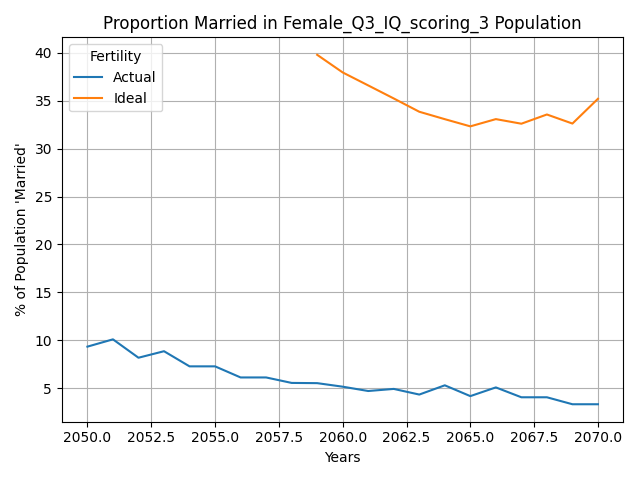 Proportion Married in Female_Q3_IQ_scoring_3 Population
Fertility
Actual
Ideal
% of Population 'Married'
40
35
30
25
20
15
10
5
2050.0 2052.5 2055.0 2057.5 2060.0 2062.5 2065.0 2067.5 2070.0
Years